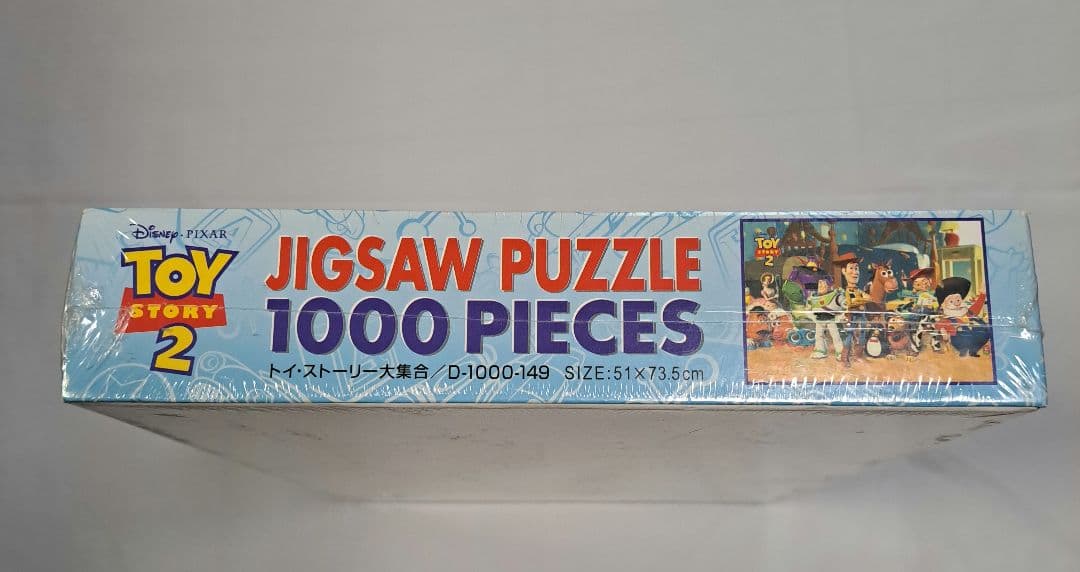 Disney · PIXAR
TOY
STORY
2
JIGSAW PUZZLE
1000 PIECES
トイ・ストーリー大集合／D-1000-149 SIZE:51×73.5cm
TOY
STORY
2